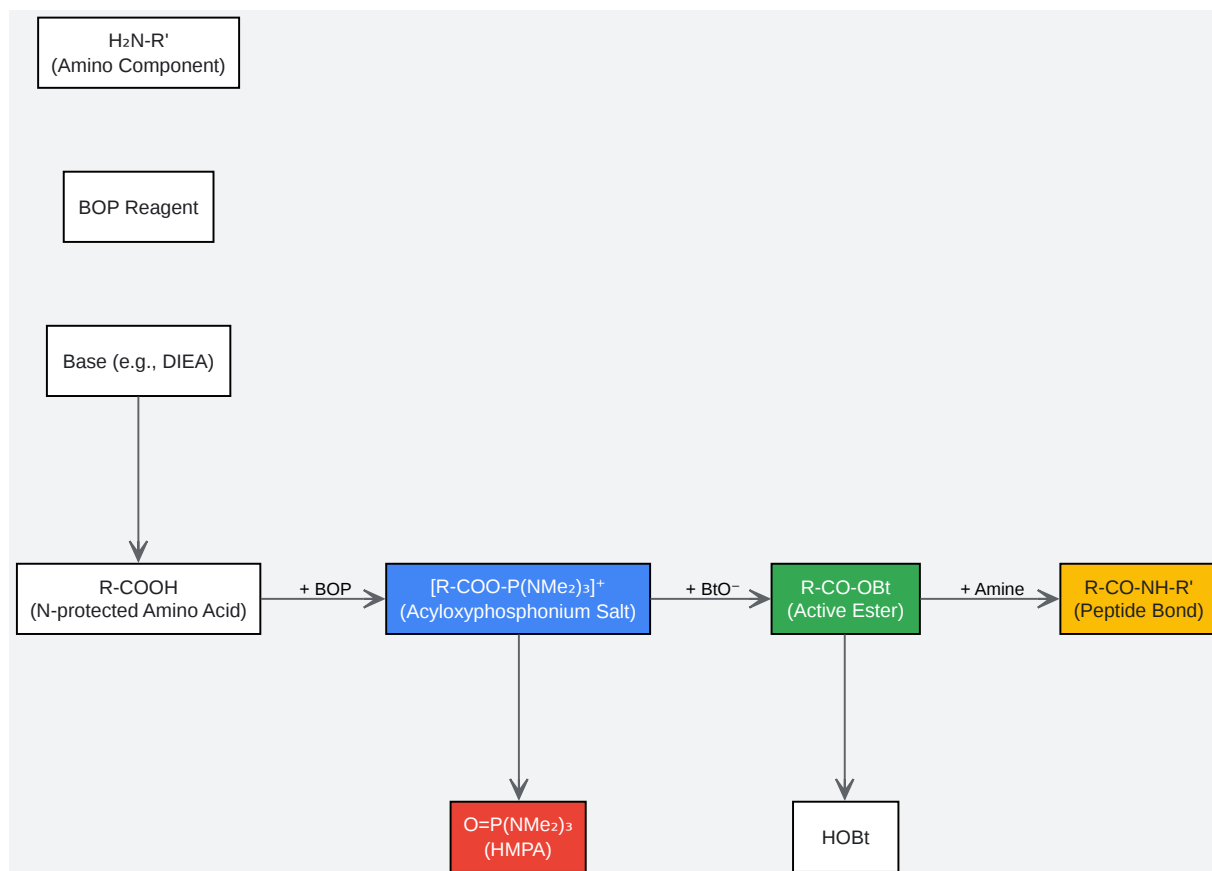 H₂N-R'
(Amino Component)
BOP Reagent
Base (e.g., DIEA)
R-COOH
(N-protected Amino Acid)
+ BOP
[R-COO-P(NMe₂)₃]⁺
(Acyloxyphosphonium Salt)
+ BtO⁻
R-CO-OBt
(Active Ester)
+ Amine
R-CO-NH-R'
(Peptide Bond)
O=P(NMe₂)₃
(HMPA)
HOBt